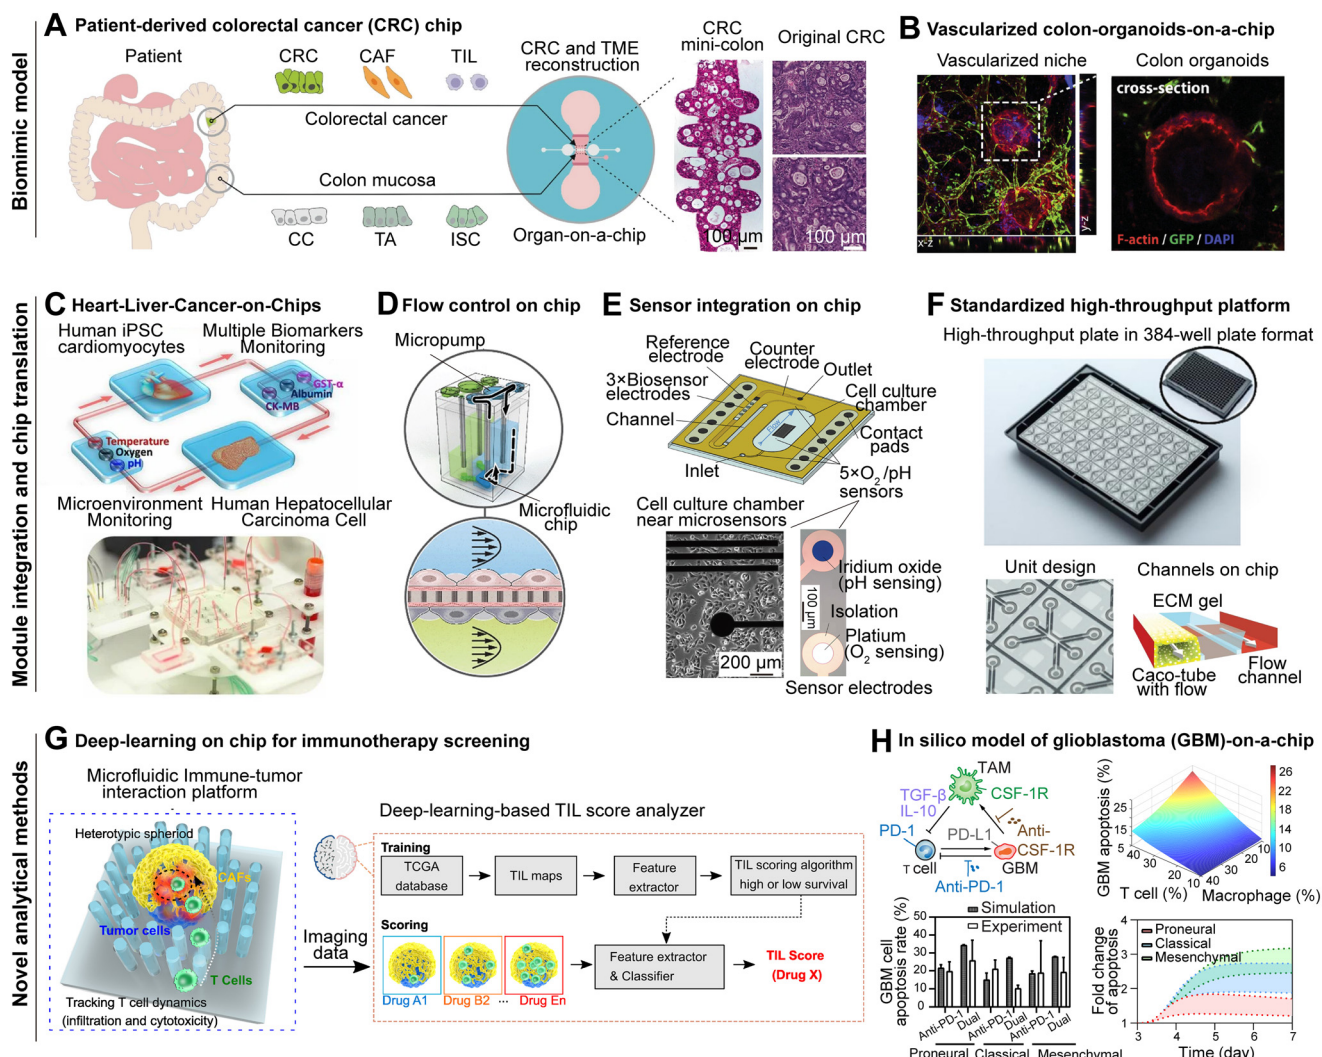 Biomimic model
A Patient-derived colorectal cancer (CRC) chip
Patient
CRC
CAF
TIL
Colorectal cancer
Colon mucosa
CC
TA
ISC
CRC and TME
reconstruction
Organ-on-a-chip
CRC
mini-colon
100 µm
Original CRC
100 µm
B Vascularized colon-organoids-on-a-chip
Vascularized niche
x-z
y-z
Colon organoids
cross-section
F-actin / GFP / DAPI
Module integration and chip translation
C Heart-Liver-Cancer-on-Chips
Human iPSC
cardiomyocytes
Multiple Biomarkers
Monitoring
GST-α
Albumin
CK-MB
Temperature
Oxygen
pH
Microenvironment
Monitoring
Human Hepatocellular
Carcinoma Cell
D Flow control on chip
Micropump
Microfluidic
chip
E Sensor integration on chip
Reference
electrode
Counter
electrode
Outlet
3×Biosensor
electrodes
Cell culture
chamber
Channel
Contact
pads
Inlet
5×O2/pH
sensors
Cell culture chamber
near microsensors
200 µm
Iridium oxide
(pH sensing)
100 µm
Isolation
Platium
(O2 sensing)
Sensor electrodes
F Standardized high-throughput platform
High-throughput plate in 384-well plate format
Unit design
Channels on chip
ECM gel
Caco-tube
with flow
Flow
channel
Novel analytical methods
G Deep-learning on chip for immunotherapy screening
Microfluidic Immune-tumor
interaction platform
Heterotypic spheriod
CAFs
Tumor cells
T Cells
Tracking T cell dynamics
(infiltration and cytotoxicity)
Imaging
data
Deep-learning-based TIL score analyzer
Training
TCGA
database
TIL maps
Feature
extractor
TIL scoring algorithm
high or low survival
Scoring
Drug A1
Drug B2
...
Drug En
Feature extractor
& Classifier
TIL Score
(Drug X)
H In silico model of glioblastoma (GBM)-on-a-chip
TAM
TGF-β
IL-10
CSF-1R
PD-1
PD-L1
Anti-
CSF-1R
T cell
GBM
Anti-PD-1
GBM apoptosis (%)
25
15
5
40
30
20
10
T cell (%)
40
30
20
10
Macrophage (%)
26
22
18
14
10
6
GBM cell
apoptosis rate (%)
50
40
30
20
10
0
Simulation
Experiment
Anti-PD-1
Dual
Anti-PD-1
Dual
Anti-PD-1
Dual
Proneural
Classical
Mesenchymal
Fold change
of apoptosis
4
3
2
1
Proneural
Classical
Mesenchymal
3
4
5
6
7
Time (day)